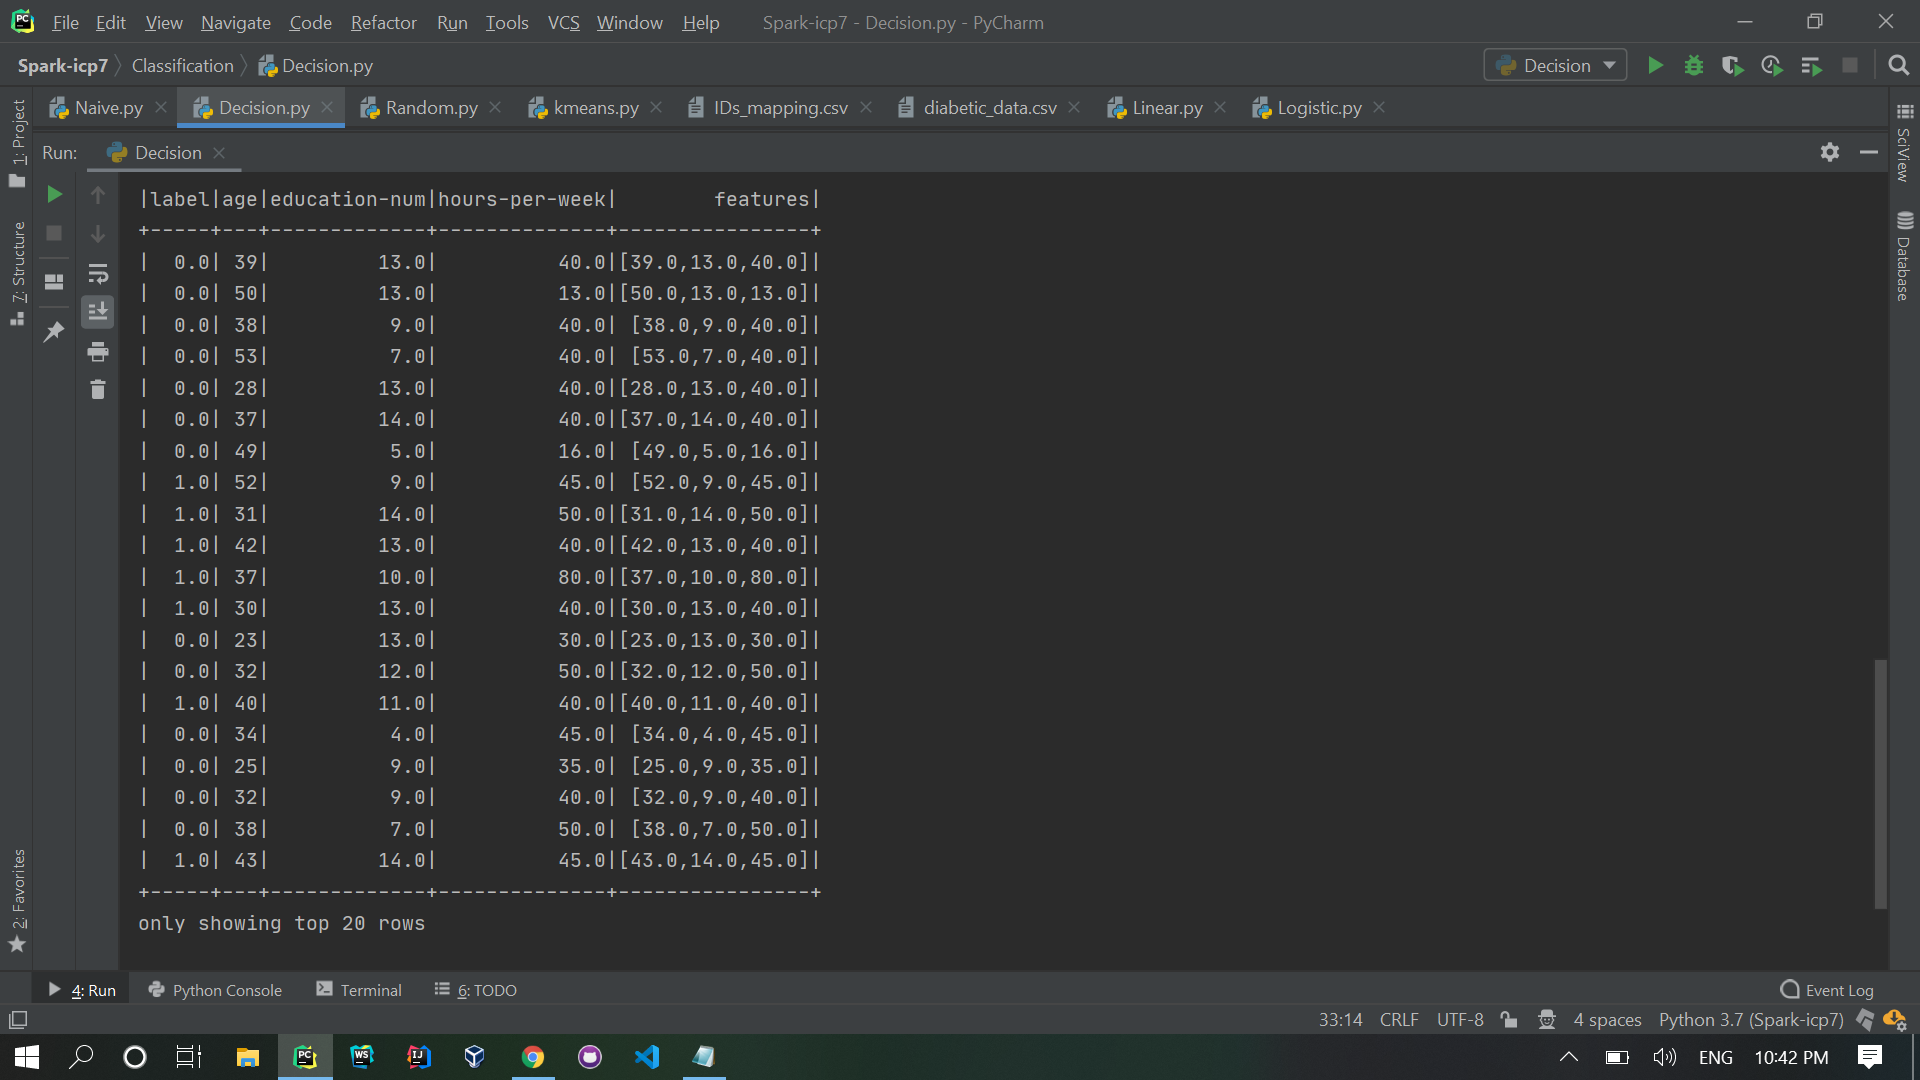 File Edit View Navigate Code Refactor Run Tools VCS Window Help Spark-icp7 - Decision.py - PyCharm
Spark-icp7 Classification Decision.py Decision
Naive.py Decision.py Random.py kmeans.py IDs_mapping.csv diabetic_data.csv Linear.py Logistic.py
1: Project
7: Structure
2: Favorites
SciView
Database
Run: Decision
|label|age|education-num|hours-per-week|        features|
+-----+---+-------------+--------------+----------------+
|  0.0| 39|         13.0|          40.0|[39.0,13.0,40.0]|
|  0.0| 50|         13.0|          13.0|[50.0,13.0,13.0]|
|  0.0| 38|          9.0|          40.0| [38.0,9.0,40.0]|
|  0.0| 53|          7.0|          40.0| [53.0,7.0,40.0]|
|  0.0| 28|         13.0|          40.0|[28.0,13.0,40.0]|
|  0.0| 37|         14.0|          40.0|[37.0,14.0,40.0]|
|  0.0| 49|          5.0|          16.0| [49.0,5.0,16.0]|
|  1.0| 52|          9.0|          45.0| [52.0,9.0,45.0]|
|  1.0| 31|         14.0|          50.0|[31.0,14.0,50.0]|
|  1.0| 42|         13.0|          40.0|[42.0,13.0,40.0]|
|  1.0| 37|         10.0|          80.0|[37.0,10.0,80.0]|
|  1.0| 30|         13.0|          40.0|[30.0,13.0,40.0]|
|  0.0| 23|         13.0|          30.0|[23.0,13.0,30.0]|
|  0.0| 32|         12.0|          50.0|[32.0,12.0,50.0]|
|  1.0| 40|         11.0|          40.0|[40.0,11.0,40.0]|
|  0.0| 34|          4.0|          45.0| [34.0,4.0,45.0]|
|  0.0| 25|          9.0|          35.0| [25.0,9.0,35.0]|
|  0.0| 32|          9.0|          40.0| [32.0,9.0,40.0]|
|  0.0| 38|          7.0|          50.0| [38.0,7.0,50.0]|
|  1.0| 43|         14.0|          45.0|[43.0,14.0,45.0]|
+-----+---+-------------+--------------+----------------+
only showing top 20 rows
4: Run Python Console Terminal 6: TODO Event Log
33:14 CRLF UTF-8 4 spaces Python 3.7 (Spark-icp7)
ENG 10:42 PM